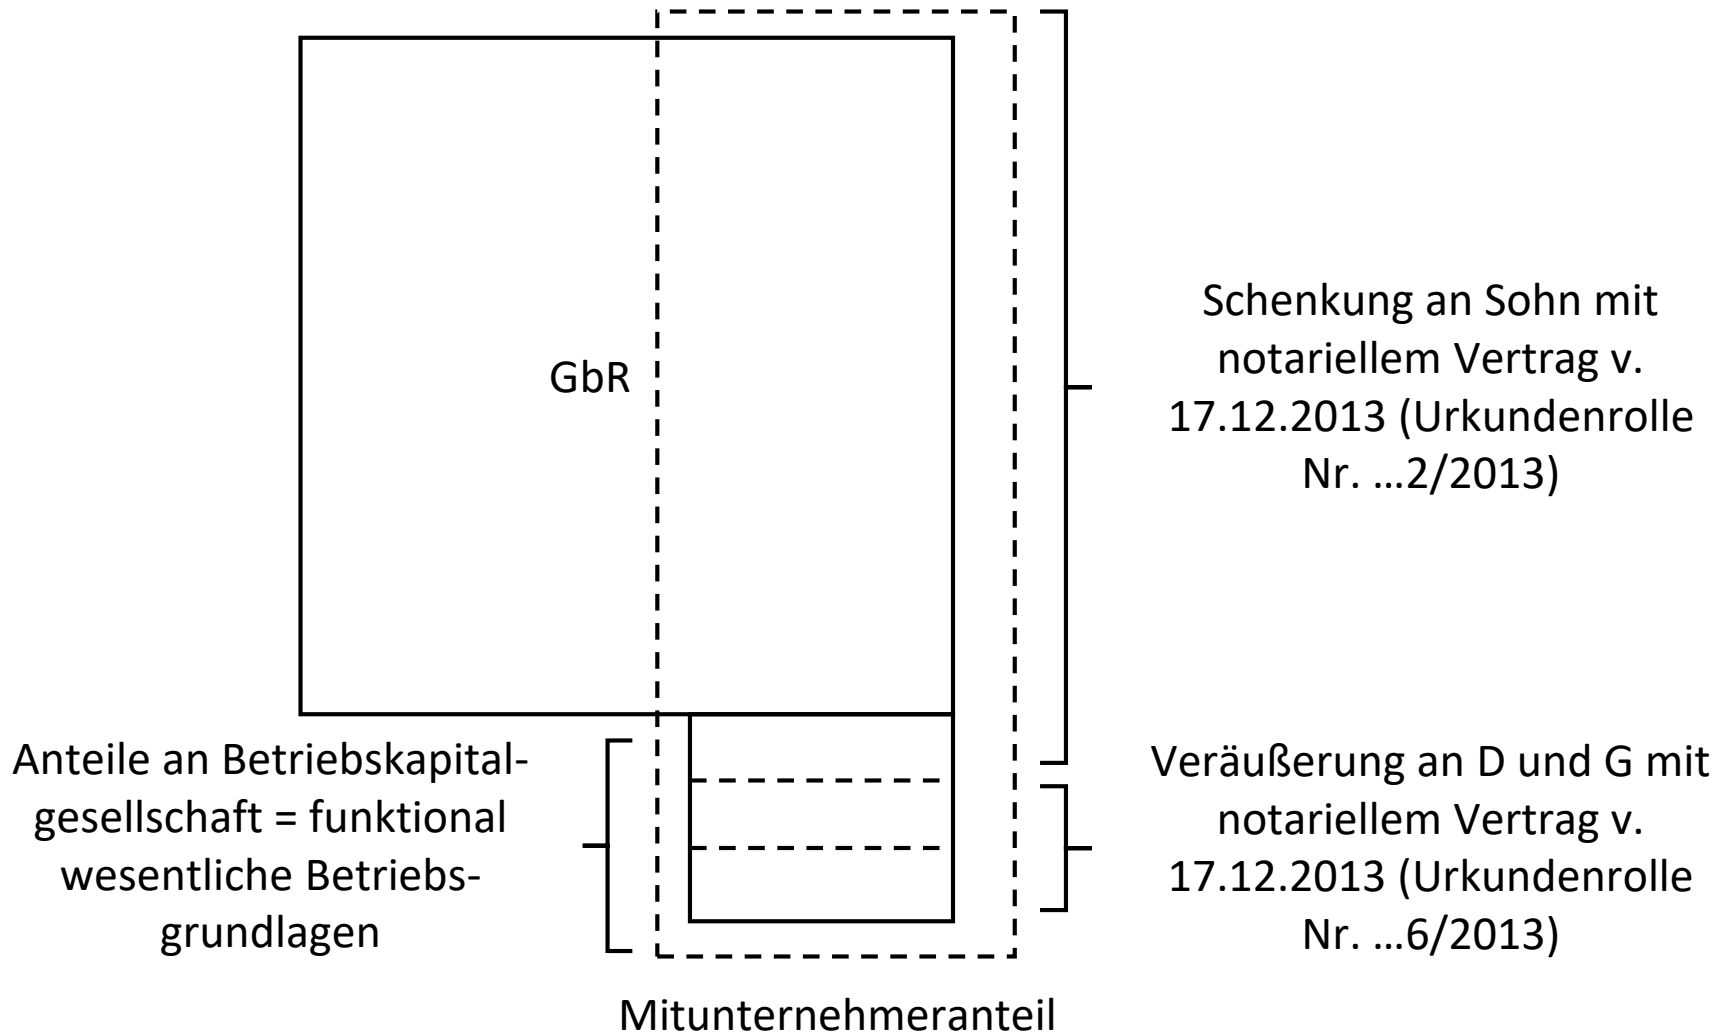 GbR
Schenkung an Sohn mit
notariellem Vertrag v.
17.12.2013 (Urkundenrolle
Nr. …2/2013)
Anteile an Betriebskapital-
gesellschaft = funktional
wesentliche Betriebs-
grundlagen
Veräußerung an D und G mit
notariellem Vertrag v.
17.12.2013 (Urkundenrolle
Nr. …6/2013)
Mitunternehmeranteil